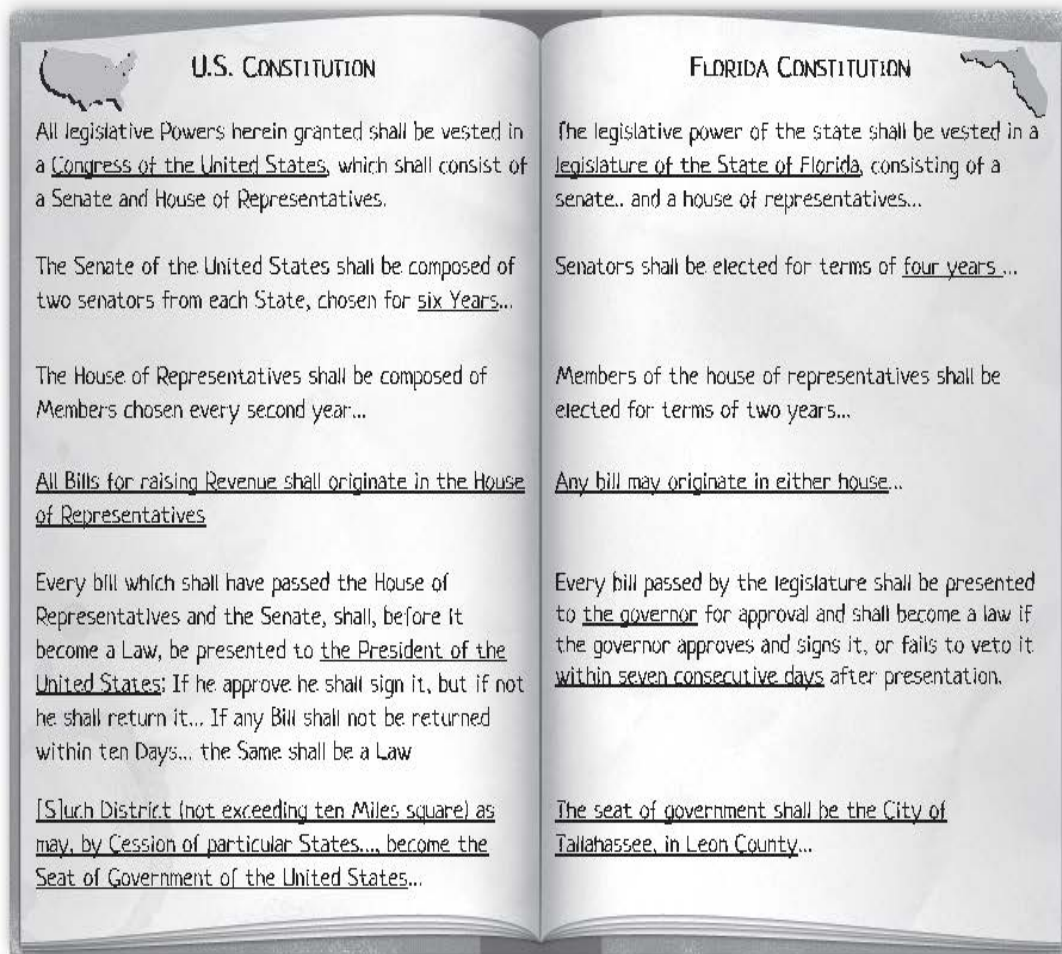 U.S. CONSTITUTION
All legislative Powers herein granted shall be vested in
a Congress of the United States, which shall consist of
a Senate and House of Representatives.
The Senate of the United States shall be composed of
two senators from each State, chosen for six Years...
The House of Representatives shall be composed of
Members chosen every second year...
All Bills for raising Revenue shall originate in the House
of Representatives
Every bill which shall have passed the House of
Representatives and the Senate, shall, before it
become a Law, be presented to the President of the
United States; If he approve he shall sign it, but if not
he shall return it... If any Bill shall not be returned
within ten Days... the Same shall be a Law
[S]uch District (not exceeding ten Miles square) as
may, by Cession of particular States..., become the
Seat of Government of the United States...
FLORIDA CONSTITUTION
The legislative power of the state shall be vested in a
legislature of the State of Florida, consisting of a
senate.. and a house of representatives...
Senators shall be elected for terms of four years ...
Members of the house of representatives shall be
elected for terms of two years...
Any bill may originate in either house...
Every bill passed by the legislature shall be presented
to the governor for approval and shall become a law if
the governor approves and signs it, or fails to veto it
within seven consecutive days after presentation.
The seat of government shall be the City of
Tallahassee, in Leon County...